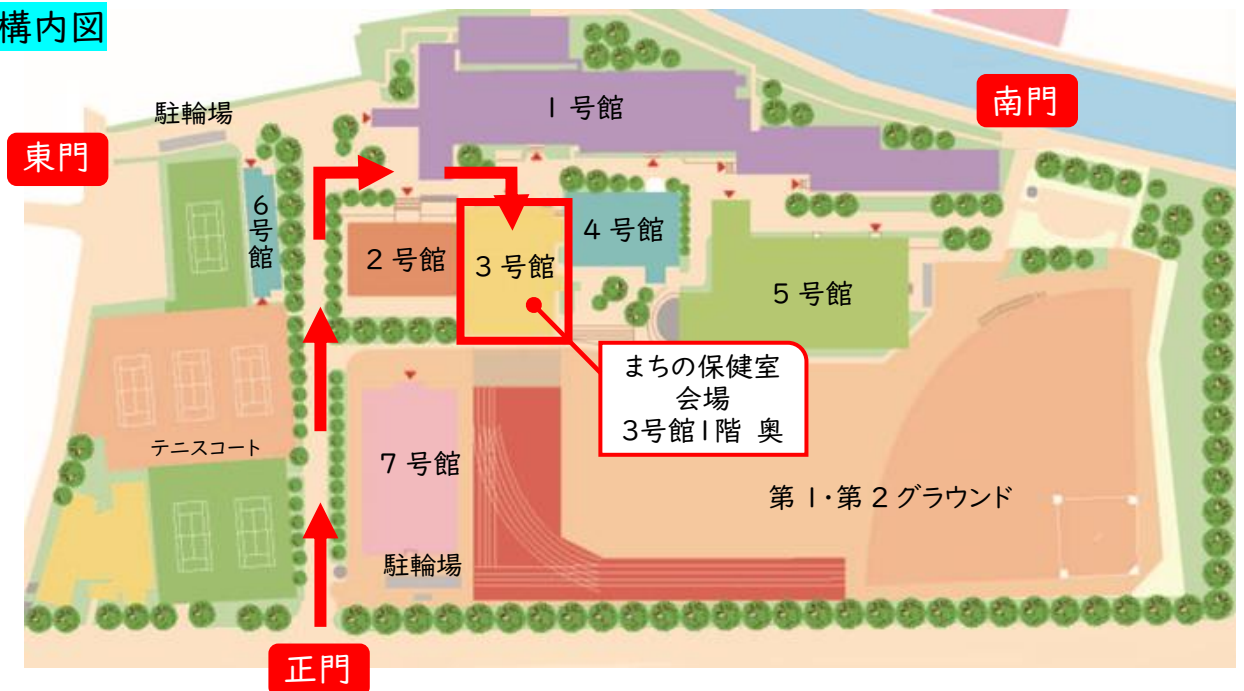 構内図
南門
1号館
駐輪場
東門
6号館
2号館
3号館
4号館
5号館
まちの保健室
会場
3号館1階 奥
テニスコート
7号館
第1・第2グラウンド
駐輪場
正門